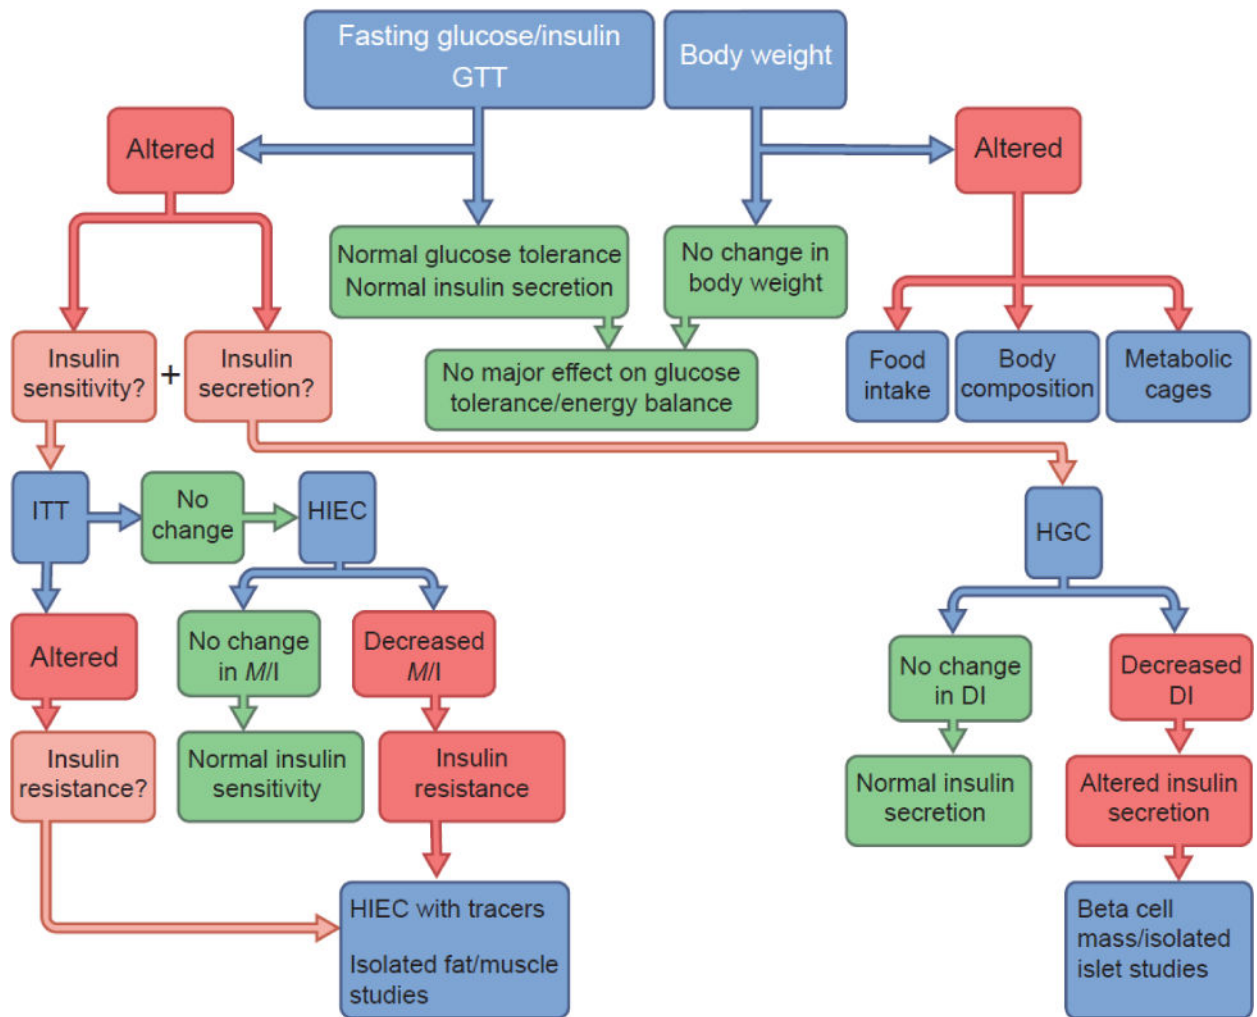 Fasting glucose/insulin
GTT
Body weight
Altered
Altered
Normal glucose tolerance
Normal insulin secretion
No change in
body weight
Insulin
sensitivity?
+
Insulin
secretion?
No major effect on glucose
tolerance/energy balance
Food
intake
Body
composition
Metabolic
cages
ITT
No
change
HIEC
HGC
Altered
No change
in M/I
Decreased
M/I
No change
in DI
Decreased
DI
Insulin
resistance?
Normal insulin
sensitivity
Insulin
resistance
Normal insulin
secretion
Altered insulin
secretion
HIEC with tracers
Isolated fat/muscle
studies
Beta cell
mass/isolated
islet studies